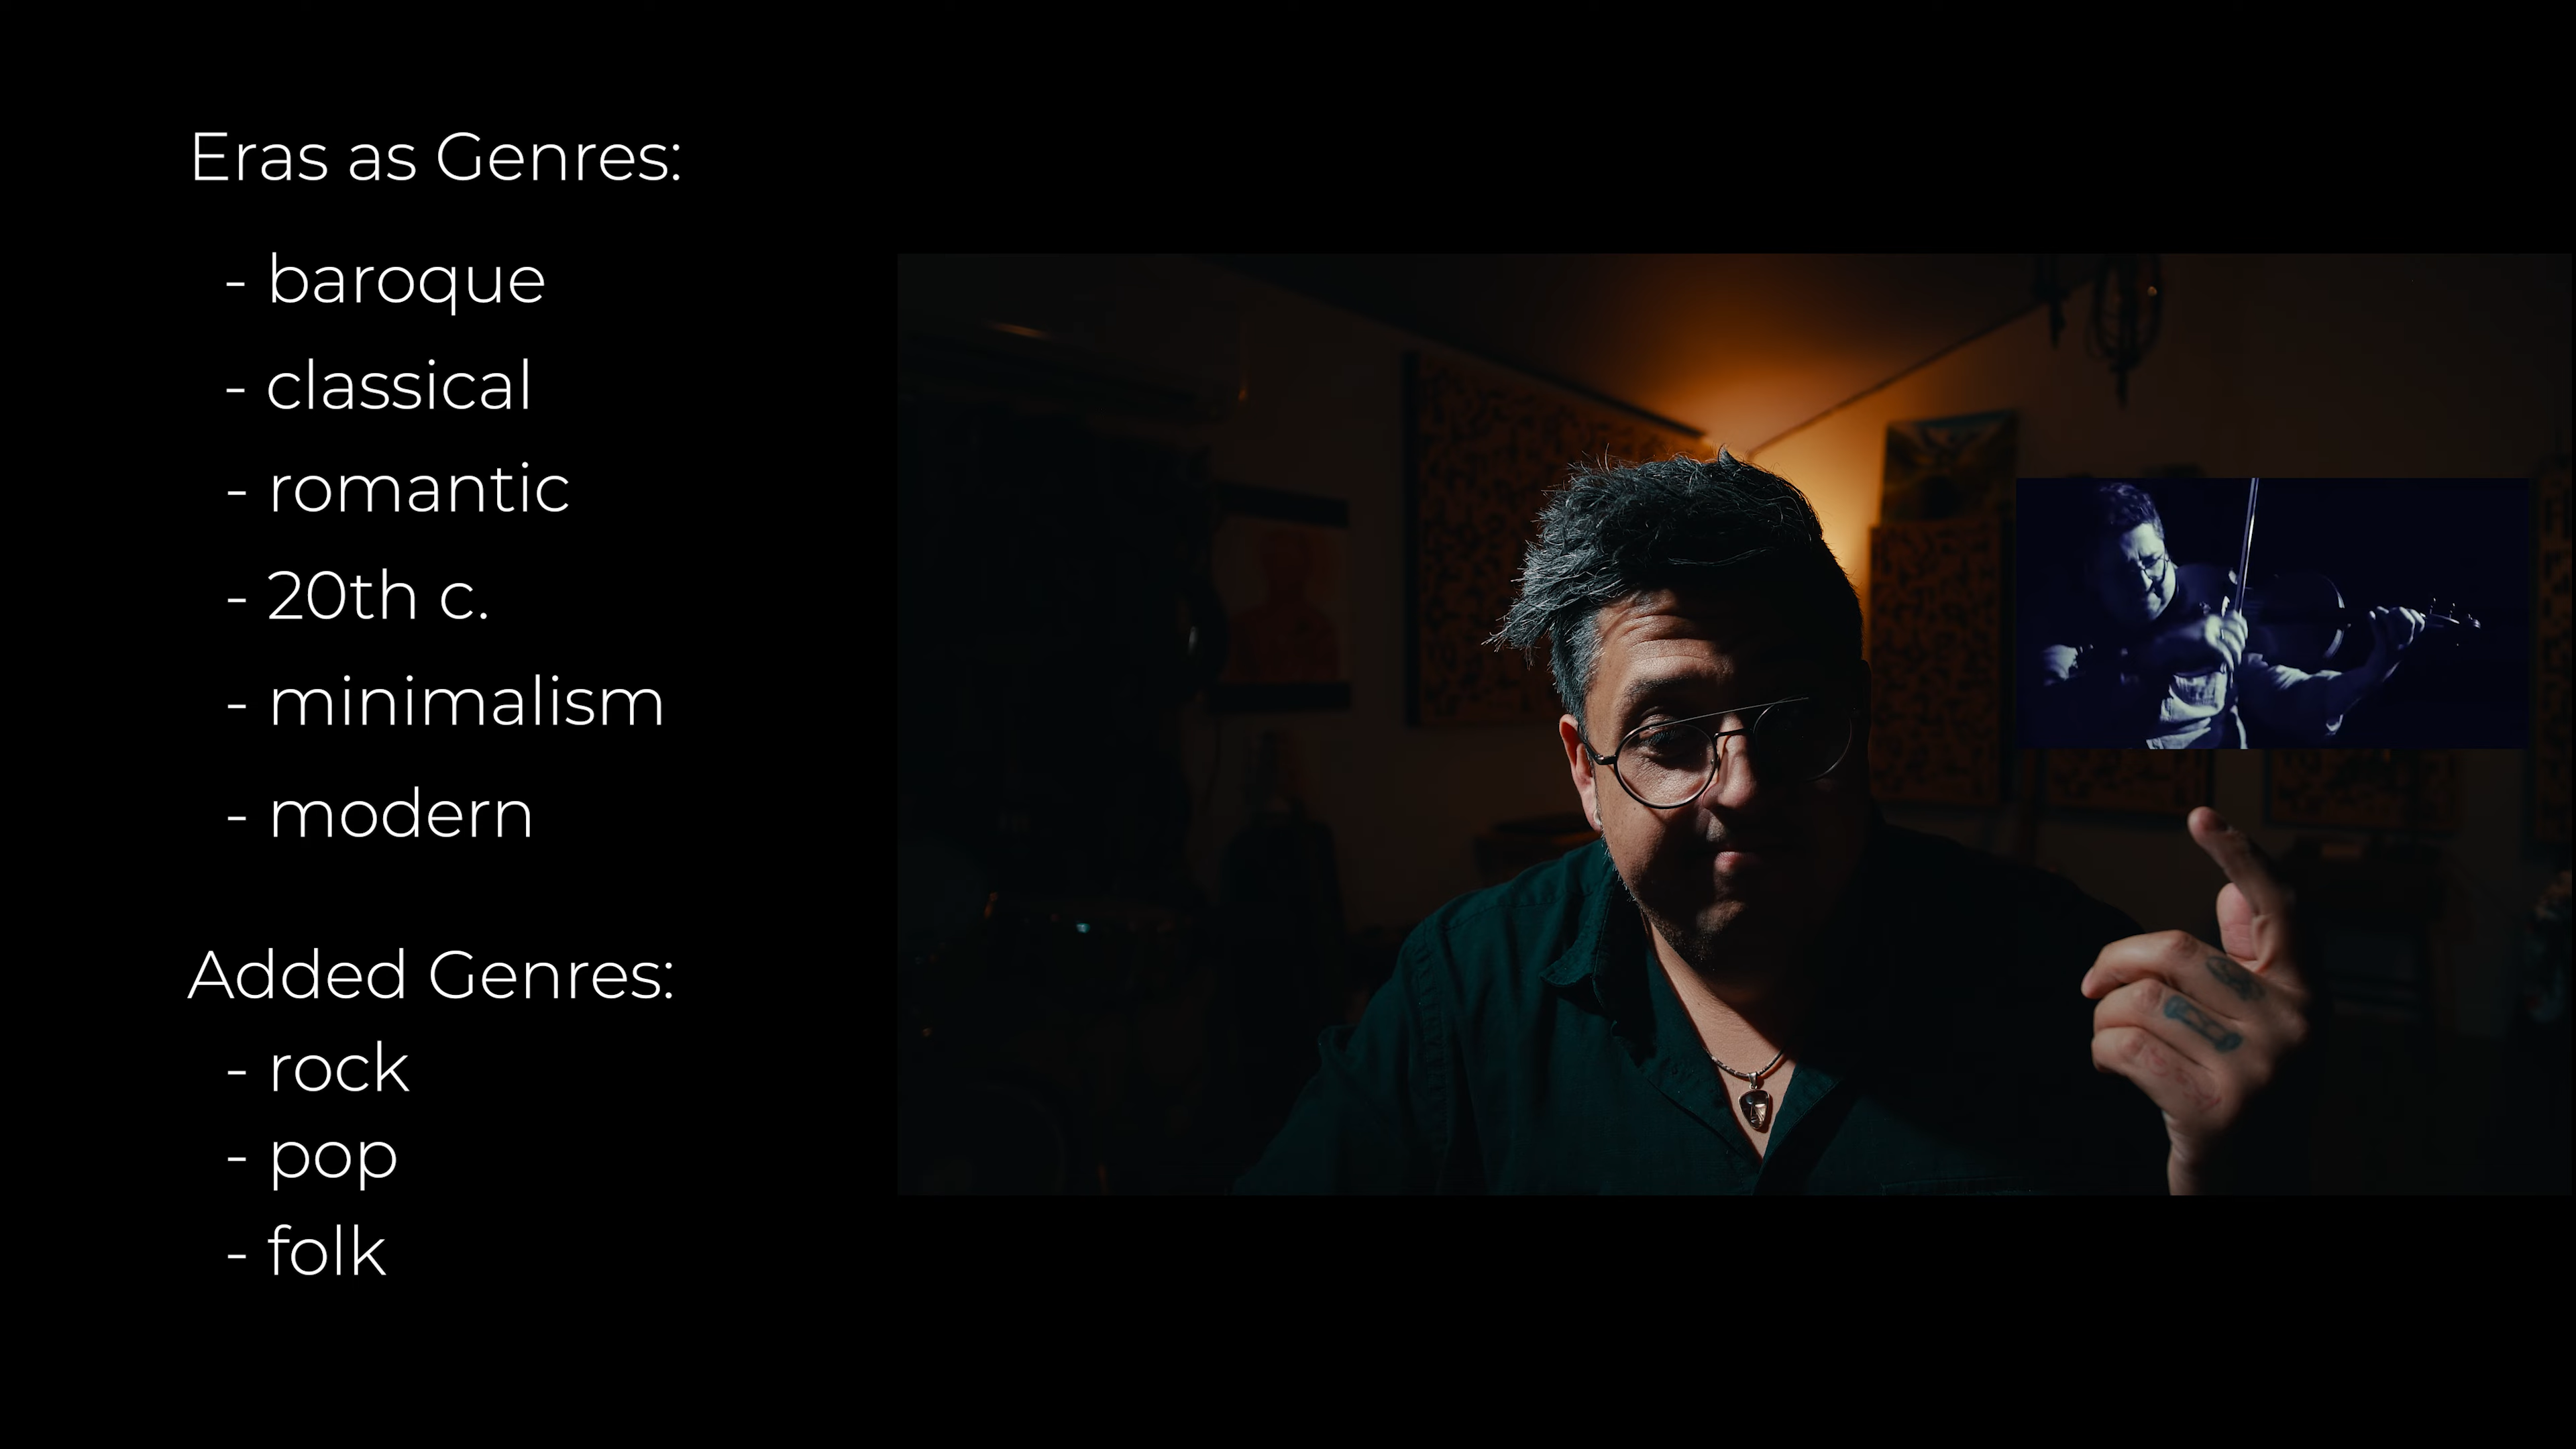 Eras as Genres:
- baroque
- classical
- romantic
- 20th c.
- minimalism
- modern
Added Genres:
- rock
- pop
- folk